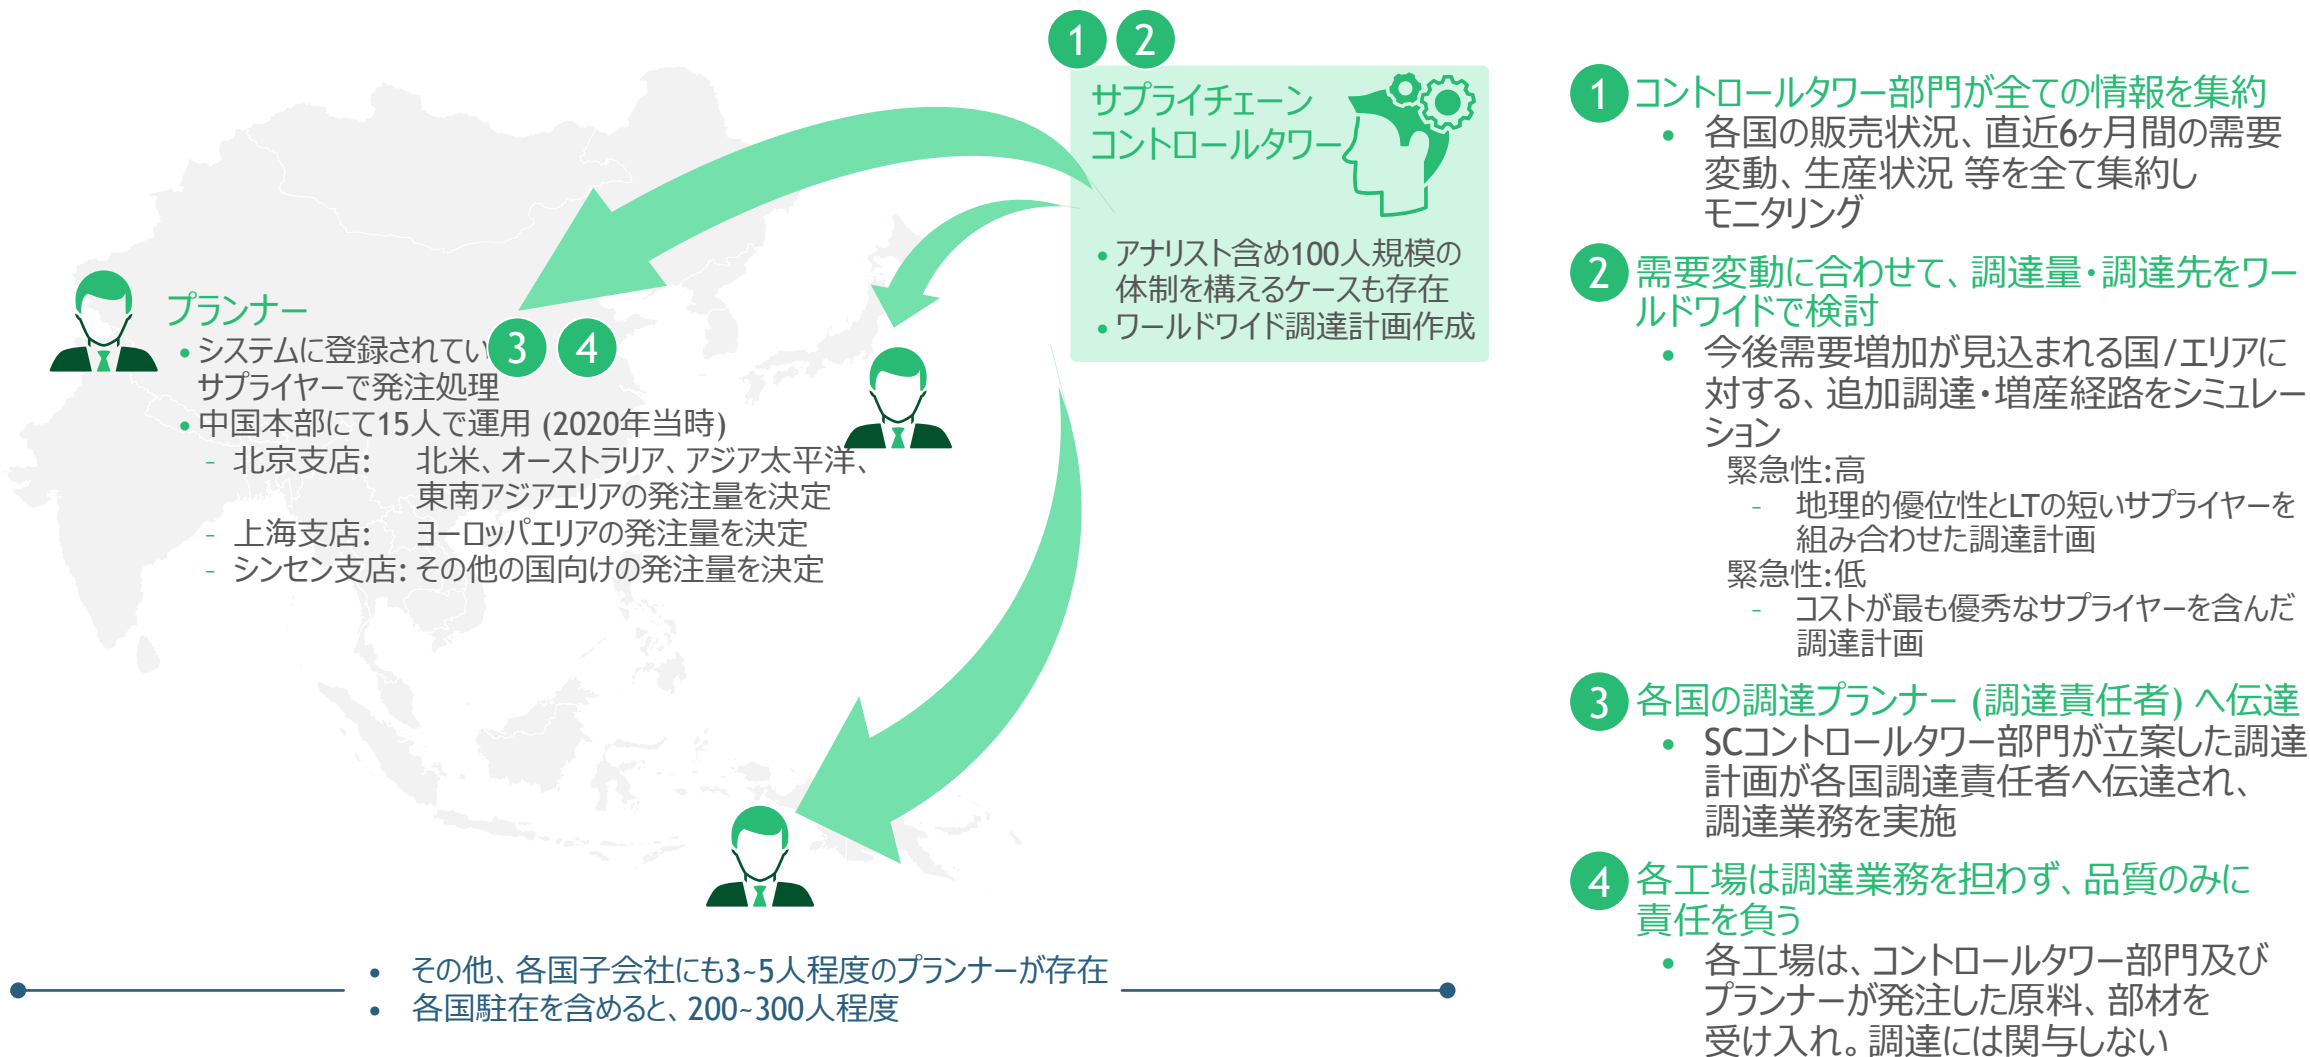 1 2
サプライチェーン
コントロールタワー
• アナリスト含め100人規模の
体制を構えるケースも存在
• ワールドワイド調達計画作成
プランナー
• システムに登録されてい
サプライヤーで発注処理
3 4
• 中国本部にて15人で運用 (2020年当時)
- 北京支店: 北米、オーストラリア、アジア太平洋、
東南アジアエリアの発注量を決定
- 上海支店: ヨーロッパエリアの発注量を決定
- シンセン支店: その他の国向けの発注量を決定
• その他、各国子会社にも3~5人程度のプランナーが存在
• 各国駐在を含めると、200~300人程度
1 コントロールタワー部門が全ての情報を集約
• 各国の販売状況、直近6ヶ月間の需要
変動、生産状況 等を全て集約し
モニタリング
2 需要変動に合わせて、調達量・調達先をワー
ルドワイドで検討
• 今後需要増加が見込まれる国/エリアに
対する、追加調達・増産経路をシミュレー
ション
緊急性:高
- 地理的優位性とLTの短いサプライヤーを
組み合わせた調達計画
緊急性:低
- コストが最も優秀なサプライヤーを含んだ
調達計画
3 各国の調達プランナー (調達責任者) へ伝達
• SCコントロールタワー部門が立案した調達
計画が各国調達責任者へ伝達され、
調達業務を実施
4 各工場は調達業務を担わず、品質のみに
責任を負う
• 各工場は、コントロールタワー部門及び
プランナーが発注した原料、部材を
受け入れ。調達には関与しない